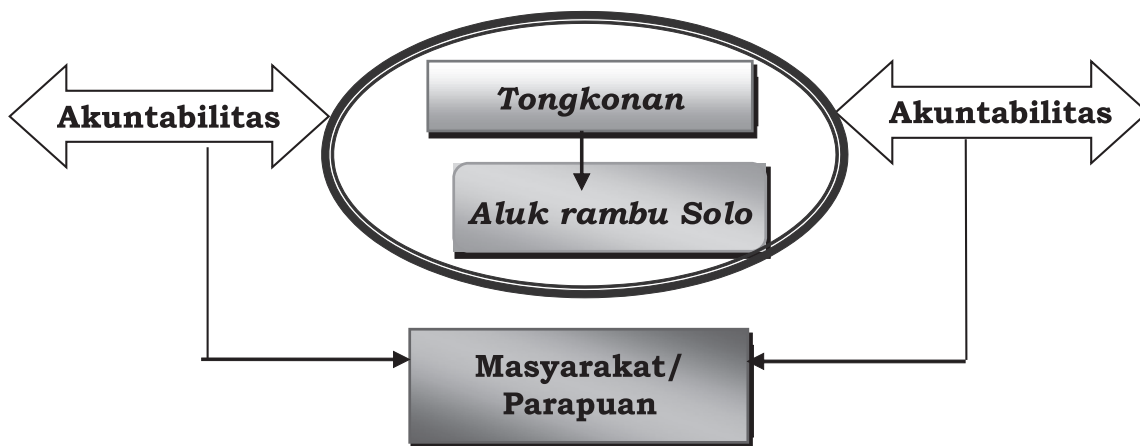 Tongkonan
Akuntabilitas
Akuntabilitas
Aluk rambu Solo
Masyarakat/
Parapuan